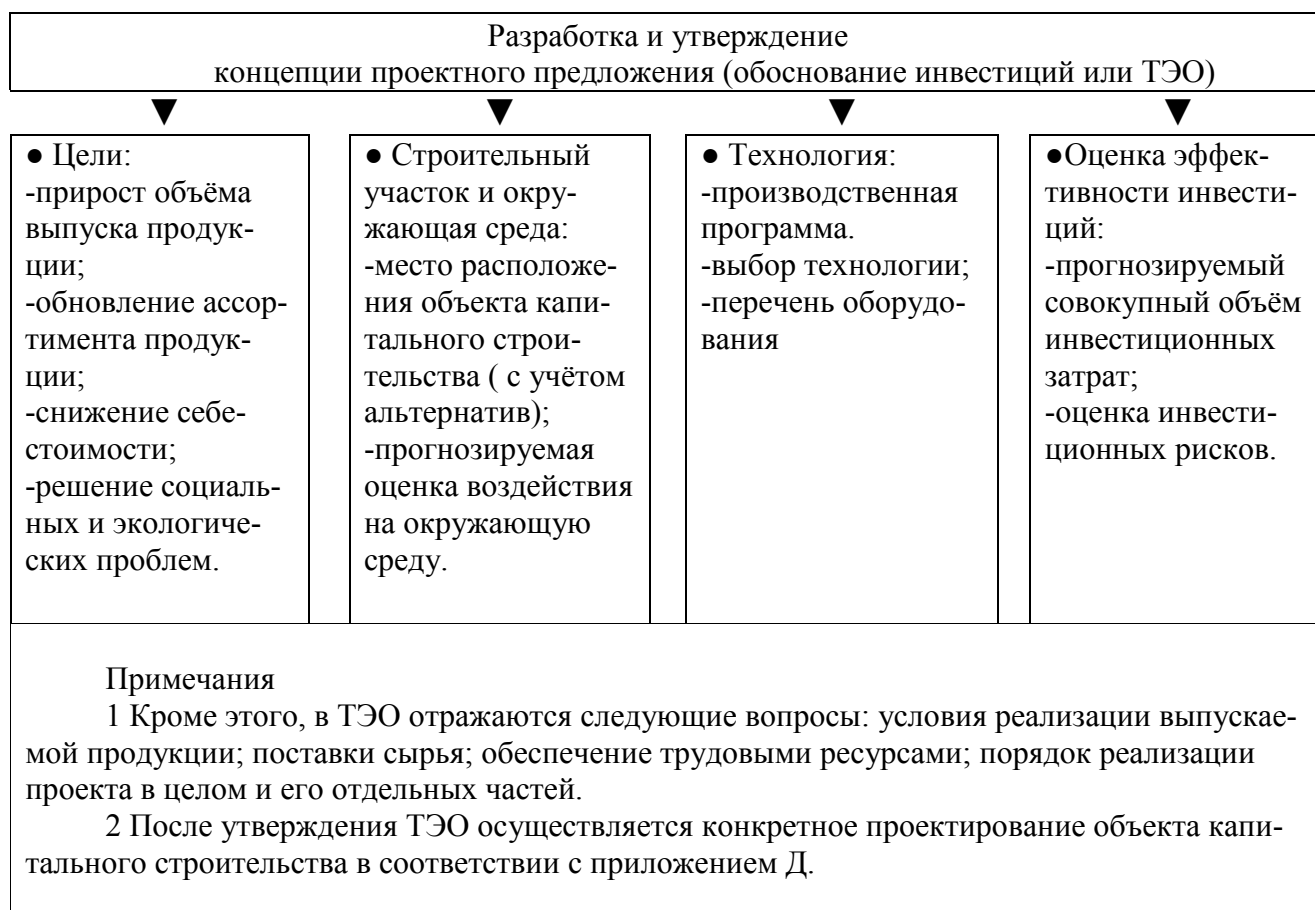 Разработка и утверждение
концепции проектного предложения (обоснование инвестиций или ТЭО)
● Цели:
-прирост объёма
выпуска продук-
ции;
-обновление ассор-
тимента продук-
ции;
-снижение себе-
стоимости;
-решение социаль-
ных и экологиче-
ских проблем.
● Строительный
участок и окру-
жающая среда:
-место расположе-
ния объекта капи-
тального строи-
тельства ( с учётом
альтернатив);
-прогнозируемая
оценка воздействия
на окружающую
среду.
● Технология:
-производственная
программа.
-выбор технологии;
-перечень оборудо-
вания
●Оценка эффек-
тивности инвести-
ций:
-прогнозируемый
совокупный объём
инвестиционных
затрат;
-оценка инвести-
ционных рисков.
Примечания
1 Кроме этого, в ТЭО отражаются следующие вопросы: условия реализации выпускае-
мой продукции; поставки сырья; обеспечение трудовыми ресурсами; порядок реализации
проекта в целом и его отдельных частей.
2 После утверждения ТЭО осуществляется конкретное проектирование объекта капи-
тального строительства в соответствии с приложением Д.